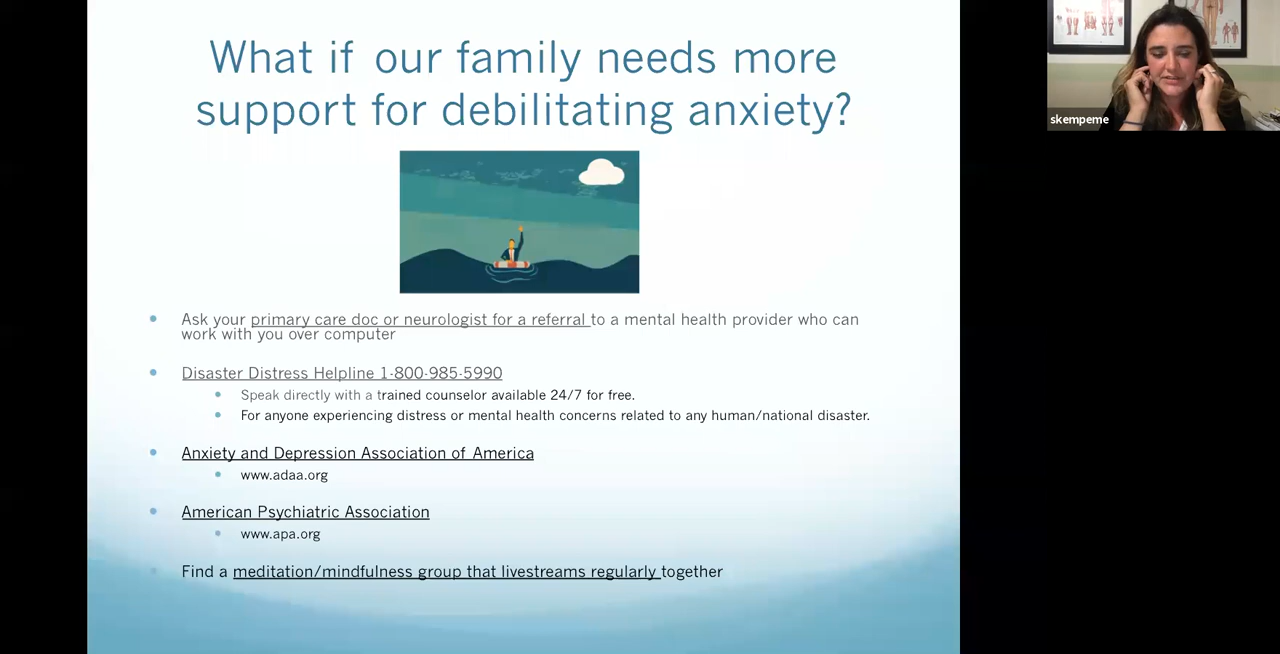 What if our family needs more
support for debilitating anxiety?
skempeme
Ask your primary care doc or neurologist for a referral to a mental health provider who can
work with you over computer
Disaster Distress Helpline 1-800-985-5990
Speak directly with a trained counselor available 24/7 for free.
For anyone experiencing distress or mental health concerns related to any human/national disaster.
Anxiety and Depression Association of America
www.adaa.org
American Psychiatric Association
www.apa.org
Find a meditation/mindfulness group that livestreams regularly together